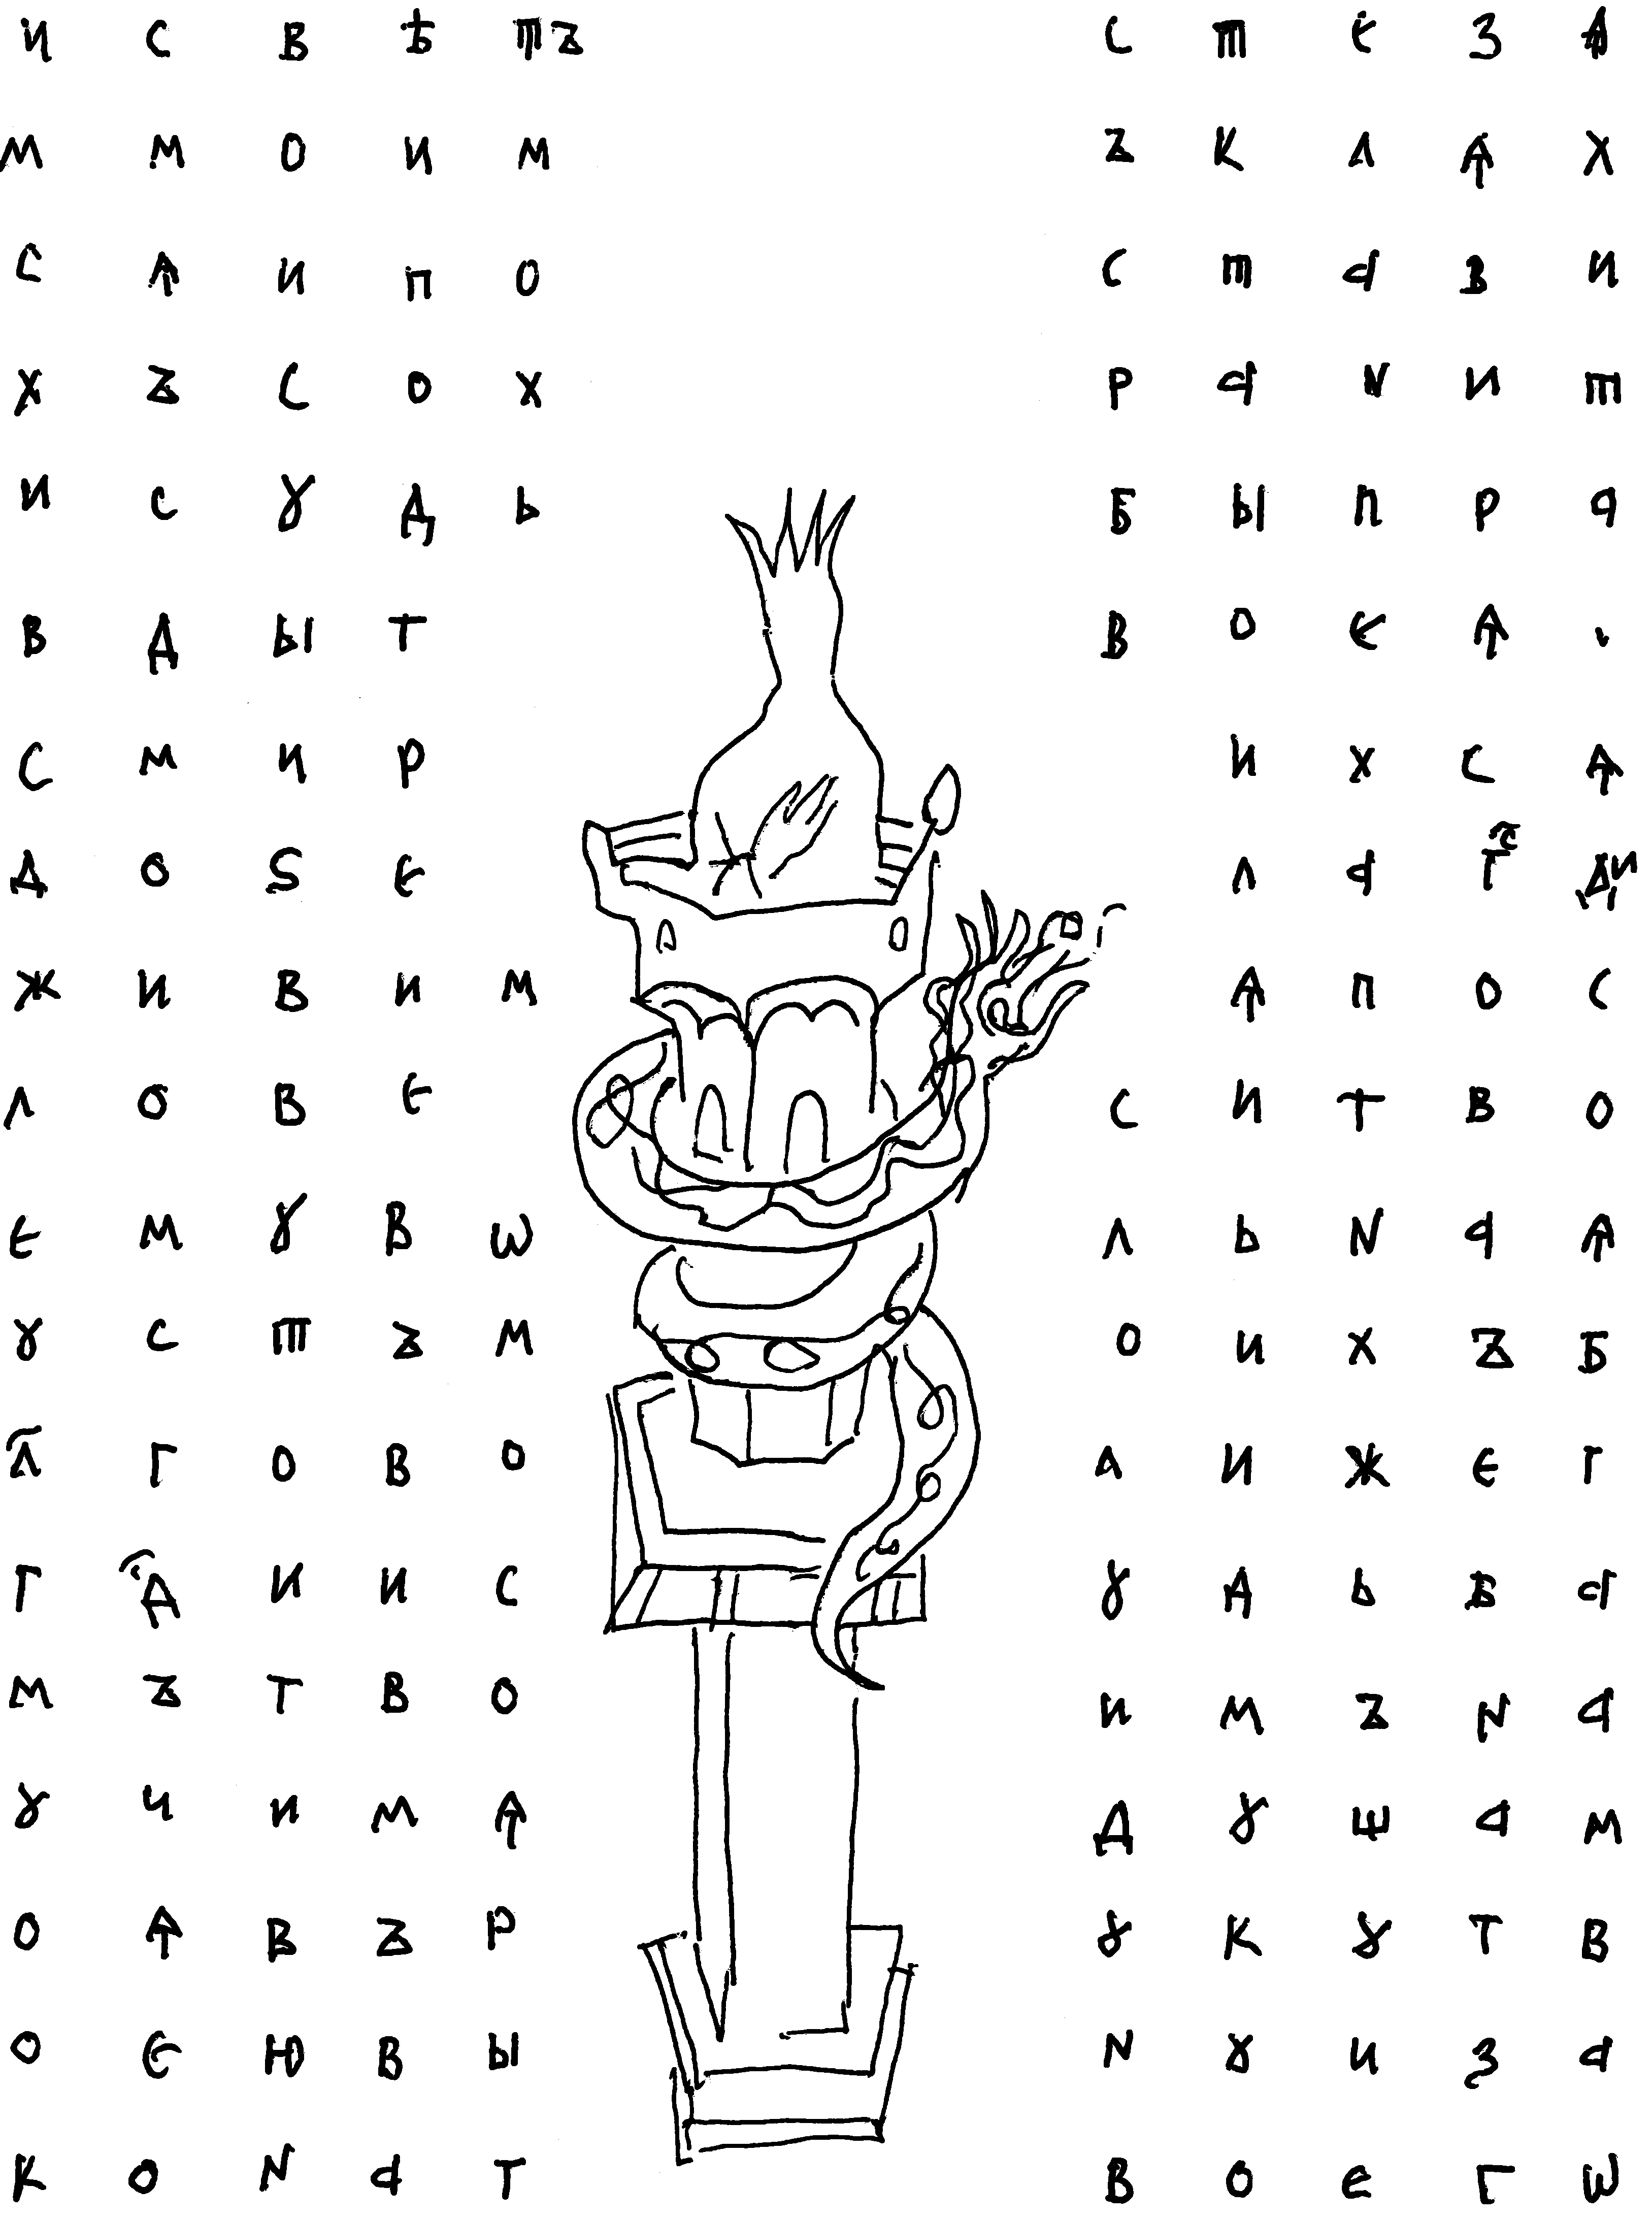 и с в ѣ тъ с т є з ѧ
м м о и м ъ к л ѧ х
с ѧ и п о с т а в и
х ъ с о х р а н и т
и с ꙋ д ь б ы п р а
в д ы т в о є ѧ ·
с м и р и х с ѧ
д о ѕ є л а гⷭ҇ ди
ж и в и м ѧ п о с
л о в є с и т в о
є м ꙋ в ѡ л ь н а ѧ
ꙋ с т ъ м о и х ъ б
л҃ г о в о а и ж є г
г дⷭ҇ и и с ꙋ д ь б а
м ъ т в о и м ъ н а
ꙋ ч и м ѧ д ꙋ ш а м
о ѧ в ъ р ꙋ к ꙋ т в
о є ю в ы н ꙋ и з а
к о н а т в о е г ѡ